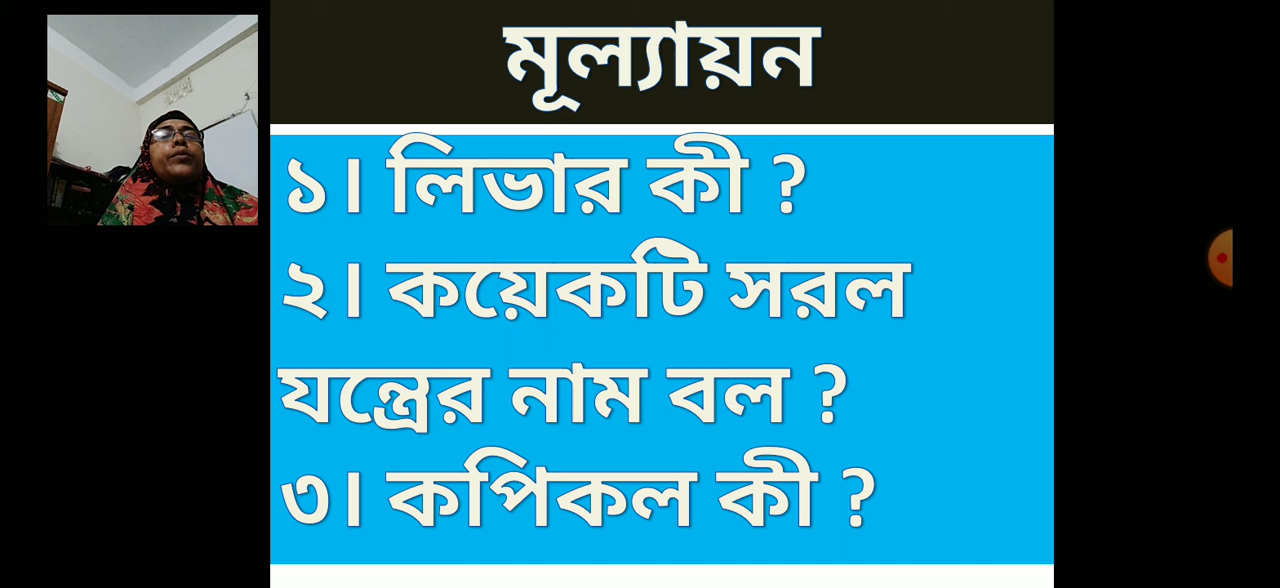 মূল্যায়ন
১। লিভার কী ?
২। কয়েকটি সরল
যন্ত্রের নাম বল ?
৩। কপিকল কী ?